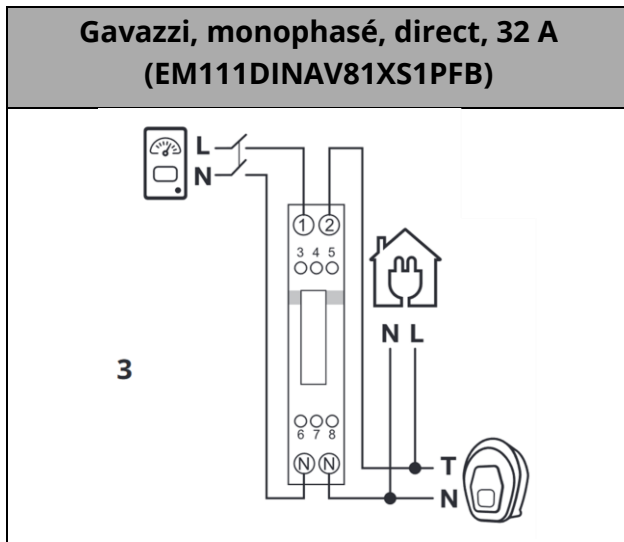 Gavazzi, monophasé, direct, 32 A
(EM111DINAV81XS1PFB)
L
N
1 2
3 4 5
N L
3
6 7 8
N N
T
N